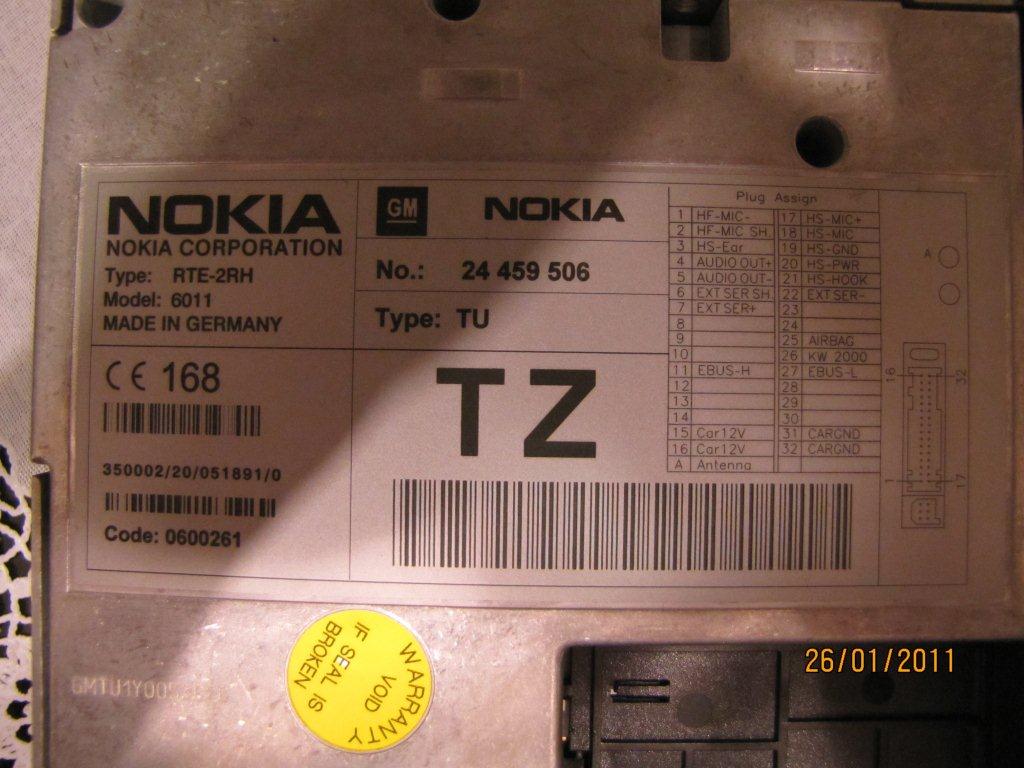 NOKIA
NOKIA CORPORATION
Type: RTE-2RH
Model: 6011
MADE IN GERMANY
CE 168
350002/20/051891/0
Code: 0600261
GM NOKIA
No.: 24 459 506
Type: TU
TZ
Plug Assign
1 HF-MIC- 17 HS-MIC+
2 HF-MIC SH. 18 HS-MIC
3 HS-Ear 19 HS-GND
4 AUDIO OUT+ 20 HS-PWR
5 AUDIO OUT- 21 HS-HOOK
6 EXT SER SH. 22 EXT SER-
7 EXT SER+ 23
8 24
9 25 AIRBAG
10 26 KW 2000
11 EBUS-H 27 EBUS-L
12 28
13 29
14 30
15 Car12V 31 CARGND
16 Car12V 32 CARGND
A Antenna
A
16 32
1 17
WARRANTY
VOID
IF SEAL IS
BROKEN
26/01/2011